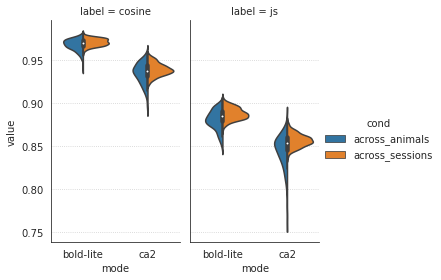 label = cosine
label = js
value
0.95
0.90
0.85
0.80
0.75
bold-lite
ca2
mode
bold-lite
ca2
mode
cond
across_animals
across_sessions